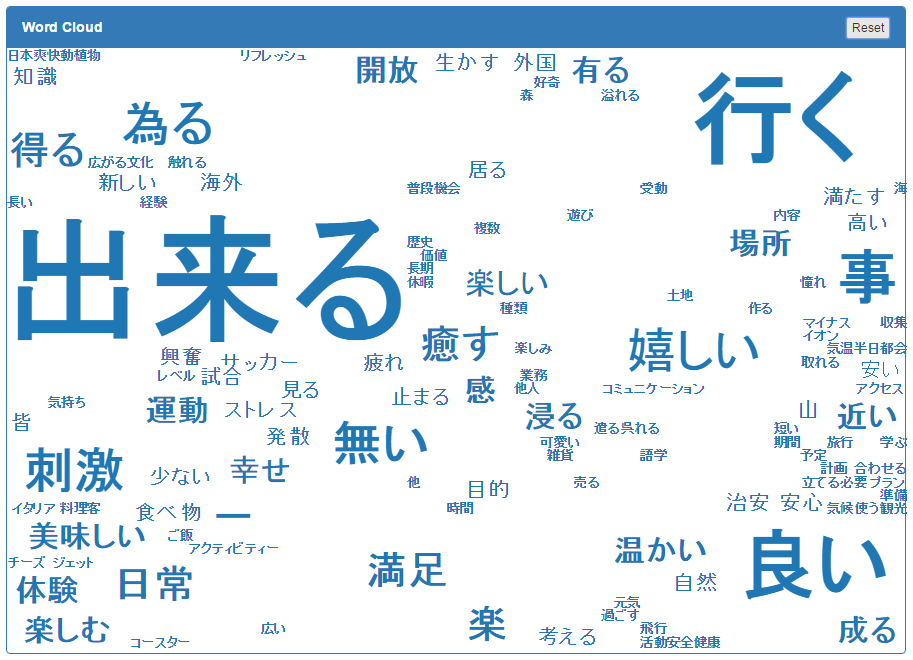 Word Cloud
Reset
日本爽快動植物
リフレッシュ
知識
開放
生かす
外国
有る
好奇
森
溢れる
行く
為る
得る
広がる文化
触れる
新しい
海外
居る
普段機会
受動
満たす
海
長い
経験
遊び
内容
高い
出来る
複数
歴史
場所
価値
長期
休暇
楽しい
憧れ
事
土地
種類
作る
マイナス
収集
イオン
癒す
嬉しい
楽しみ
気温半日都会
興奮
サッカー
疲れ
取れる
安い
レベル
試合
業務
見る
感
他人
コミュニケーション
アクセス
止まる
気持ち
運動
ストレス
山
近い
皆
浸る
遮る呉れる
短い
発散
無い
可愛い
期間
旅行
学ぶ
雑貨
語学
予定
刺激
少ない
幸せ
計画
合わせる
他
目的
売る
立てる必要プラン
準備
イタリア
料理客
食べ物
一
時間
治安
安心
気候使う観光
美味しい
ご飯
アクティビティー
温かい
良い
チーズ
ジェット
満足
体験
日常
自然
元気
過ごす
楽しむ
コースター
広い
楽
考える
飛行
成る
活動安全健康